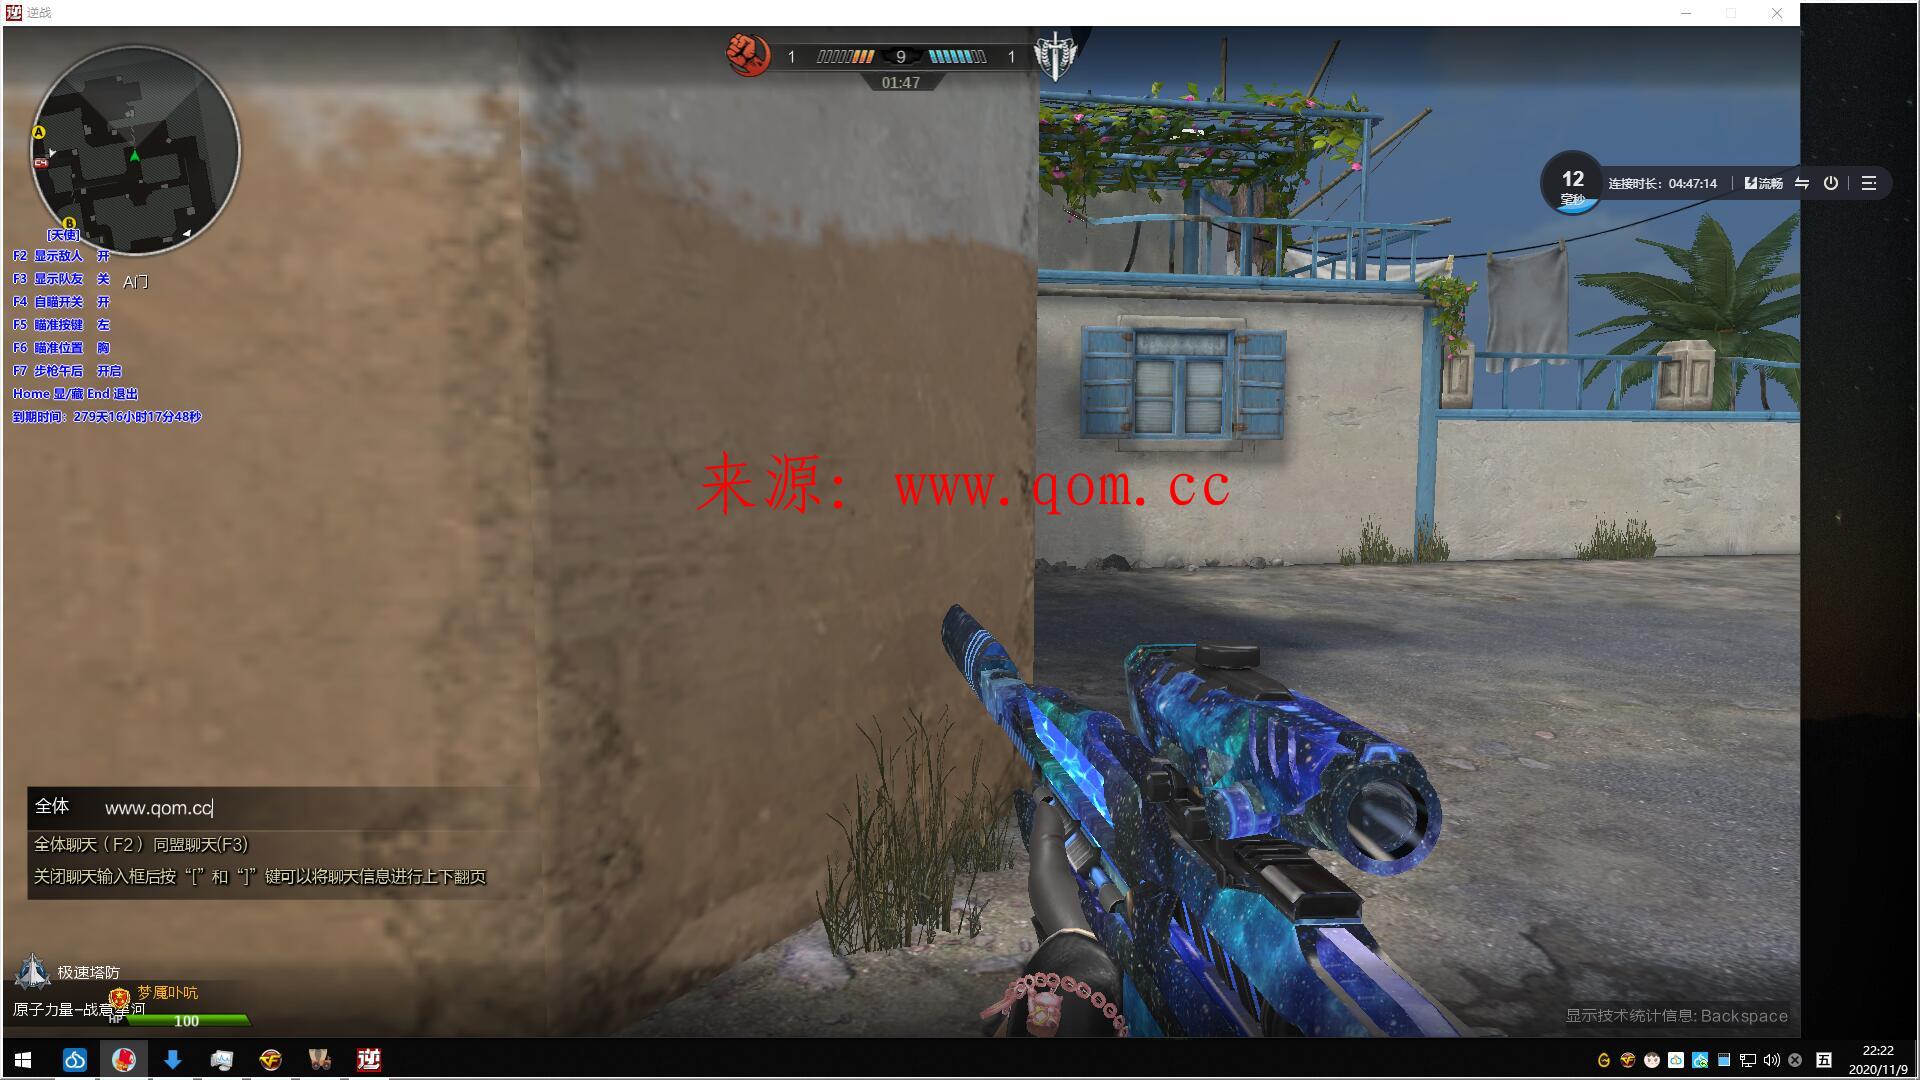 逆战
1 9 1
01:47
A
C4
B
[天使]
F2 显示敌人 开
F3 显示队友 关
A门
F4 自瞄开关 开
F5 瞄准按键 左
F6 瞄准位置 胸
F7 步枪午后 开启
Home 显/藏 End 退出
到期时间：279天16小时17分48秒
12
毫秒
连接时长：04:47:14
流畅
来源：www.qom.cc
全体 www.qom.cc
全体聊天（F2） 同盟聊天(F3)
关闭聊天输入框后按“[”和“]”键可以将聊天信息进行上下翻页
极速塔防
梦魇卟吭
原子力量-战意星河
HP 100
显示技术统计信息: Backspace
逆
五
22:22
2020/11/9